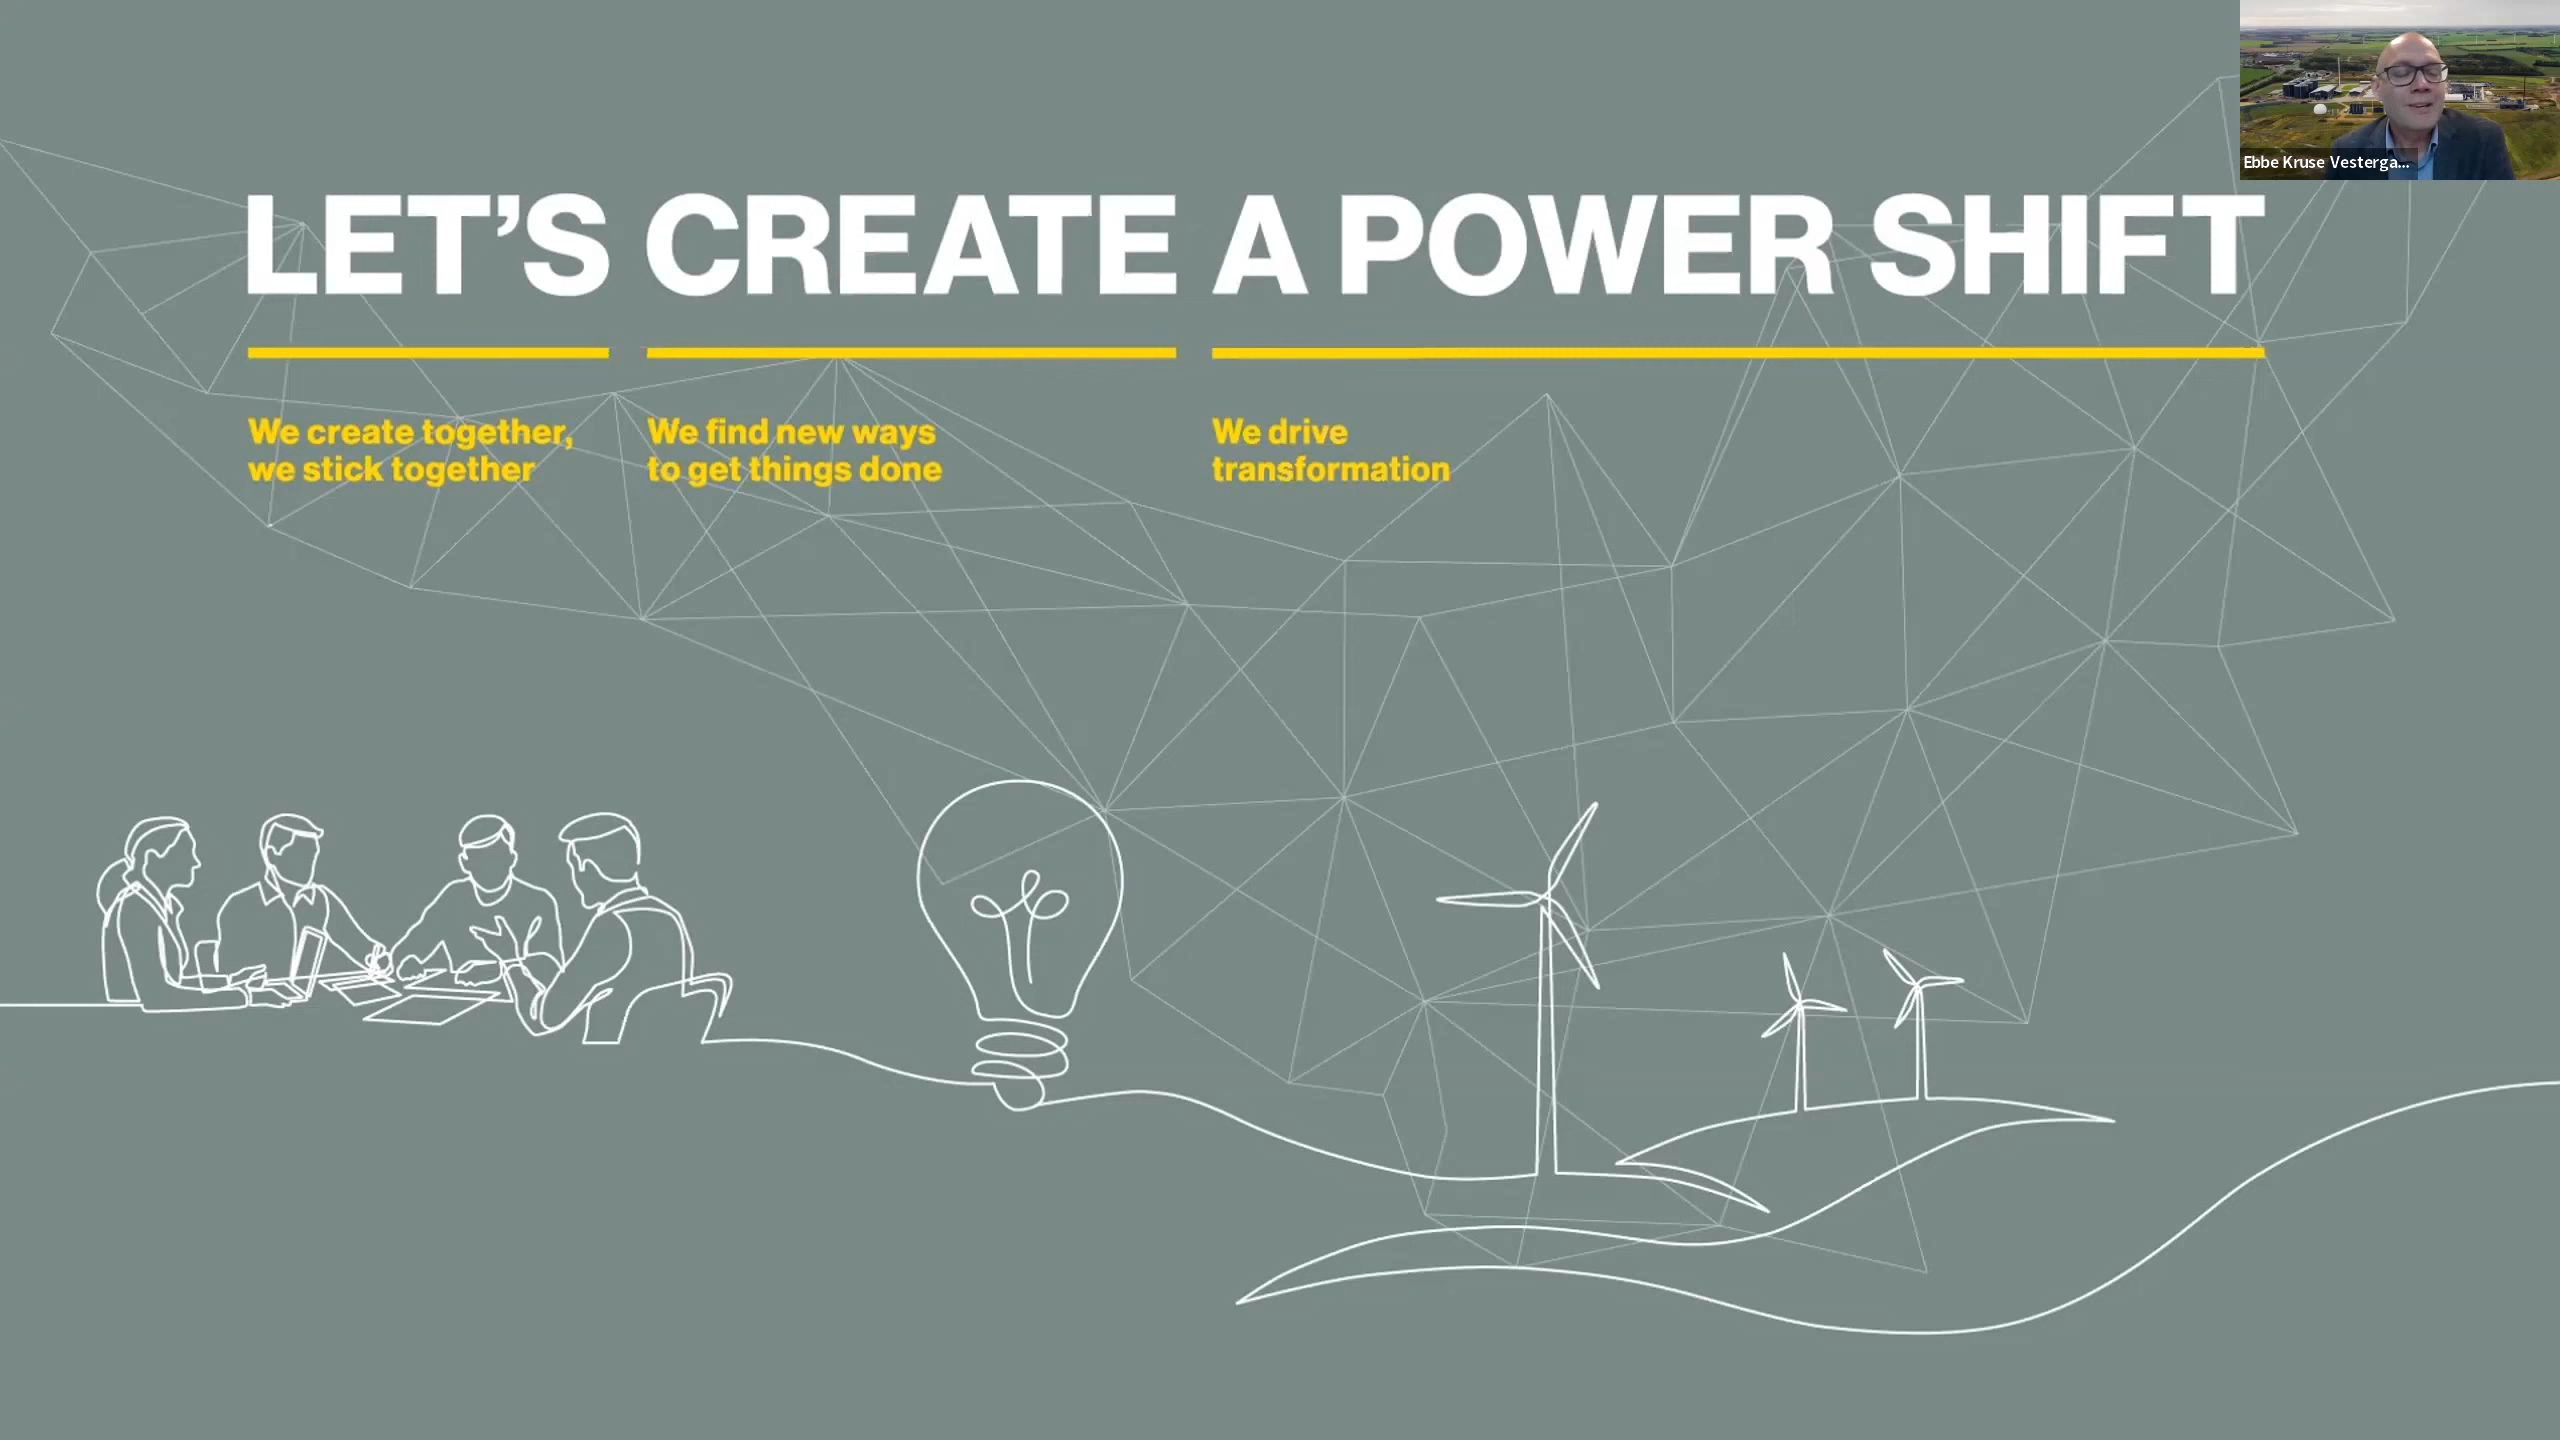 LET'S CREATE A POWER SHIFT
We create together,
we stick together
We find new ways
to get things done
We drive
transformation
Ebbe Kruse Vesterga...